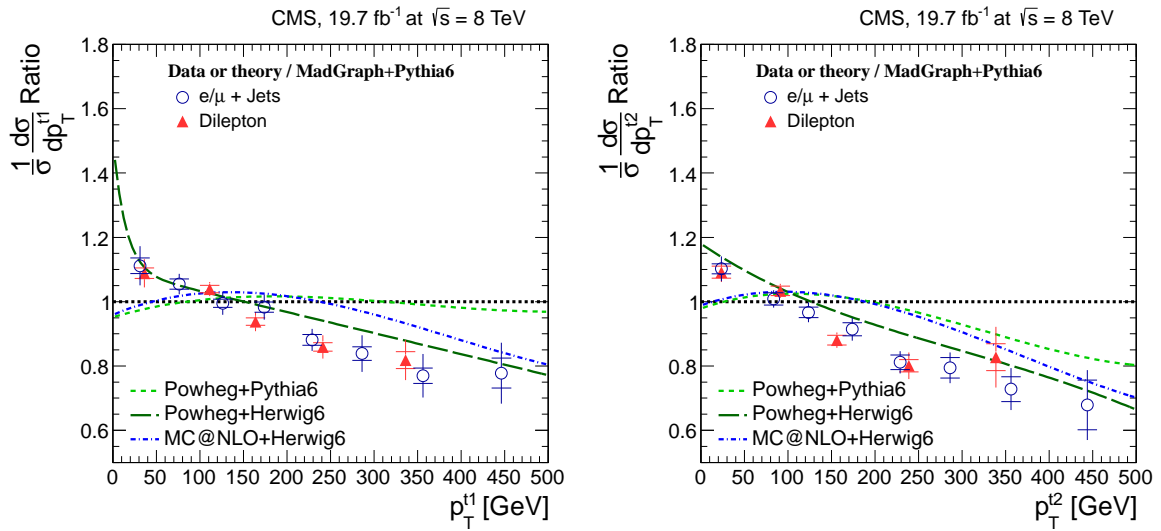 CMS, 19.7 fb⁻¹ at √s = 8 TeV
1/σ dσ/dp_T^t1 Ratio
1.8
1.6
1.4
1.2
1
0.8
0.6
Data or theory / MadGraph+Pythia6
e/μ + Jets
Dilepton
Powheg+Pythia6
Powheg+Herwig6
MC@NLO+Herwig6
0 50 100 150 200 250 300 350 400 450 500
p_T^t1 [GeV]
CMS, 19.7 fb⁻¹ at √s = 8 TeV
1/σ dσ/dp_T^t2 Ratio
1.8
1.6
1.4
1.2
1
0.8
0.6
Data or theory / MadGraph+Pythia6
e/μ + Jets
Dilepton
Powheg+Pythia6
Powheg+Herwig6
MC@NLO+Herwig6
0 50 100 150 200 250 300 350 400 450 500
p_T^t2 [GeV]